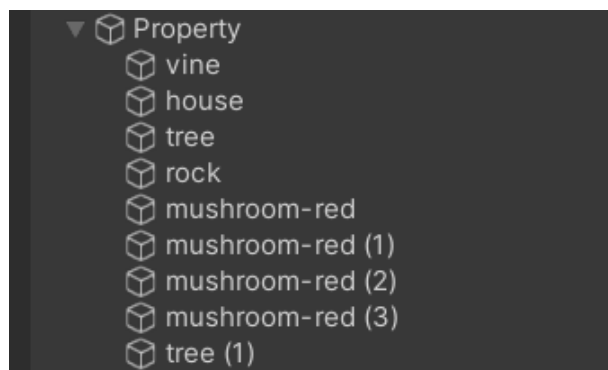 Property
vine
house
tree
rock
mushroom-red
mushroom-red (1)
mushroom-red (2)
mushroom-red (3)
tree (1)